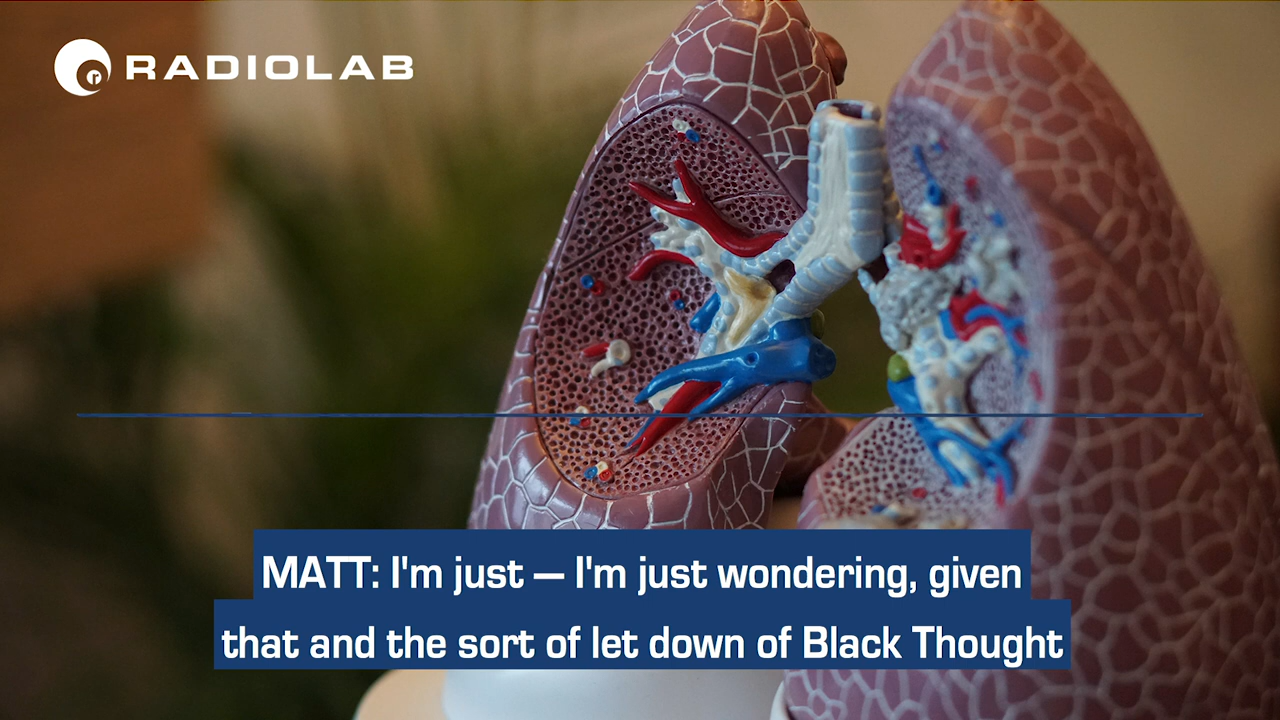 RADIOLAB
MATT: I'm just — I'm just wondering, given
that and the sort of let down of Black Thought